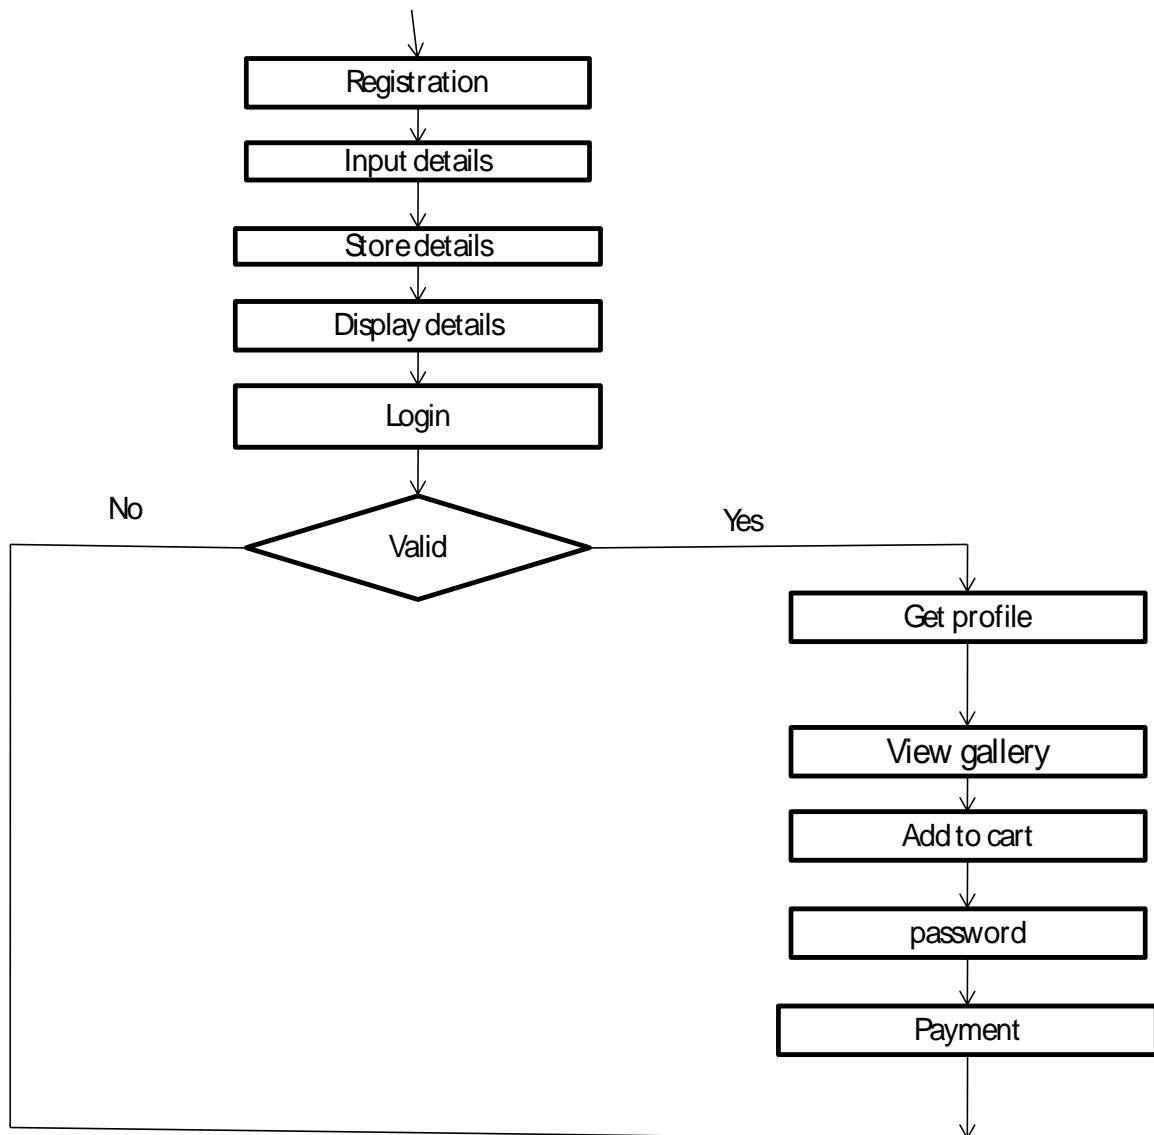 Registration
Input details
Store details
Display details
Login
No
Valid
Yes
Get profile
View gallery
Add to cart
password
Payment